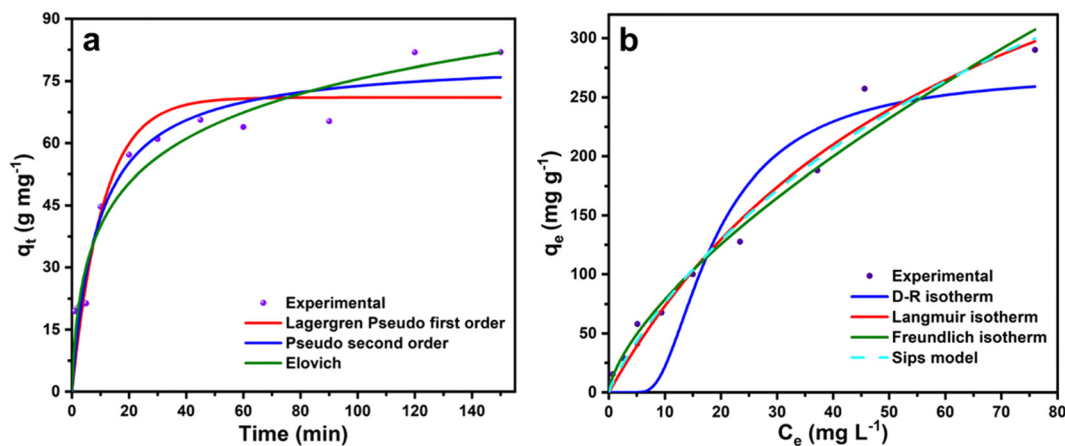 a
90
75
60
45
30
15
0
q_t (g mg⁻¹)
Experimental
Lagergren Pseudo first order
Pseudo second order
Elovich
0 20 40 60 80 100 120 140
Time (min)
b
300
250
200
150
100
50
0
q_e (mg g⁻¹)
Experimental
D-R isotherm
Langmuir isotherm
Freundlich isotherm
Sips model
0 10 20 30 40 50 60 70 80
C_e (mg L⁻¹)